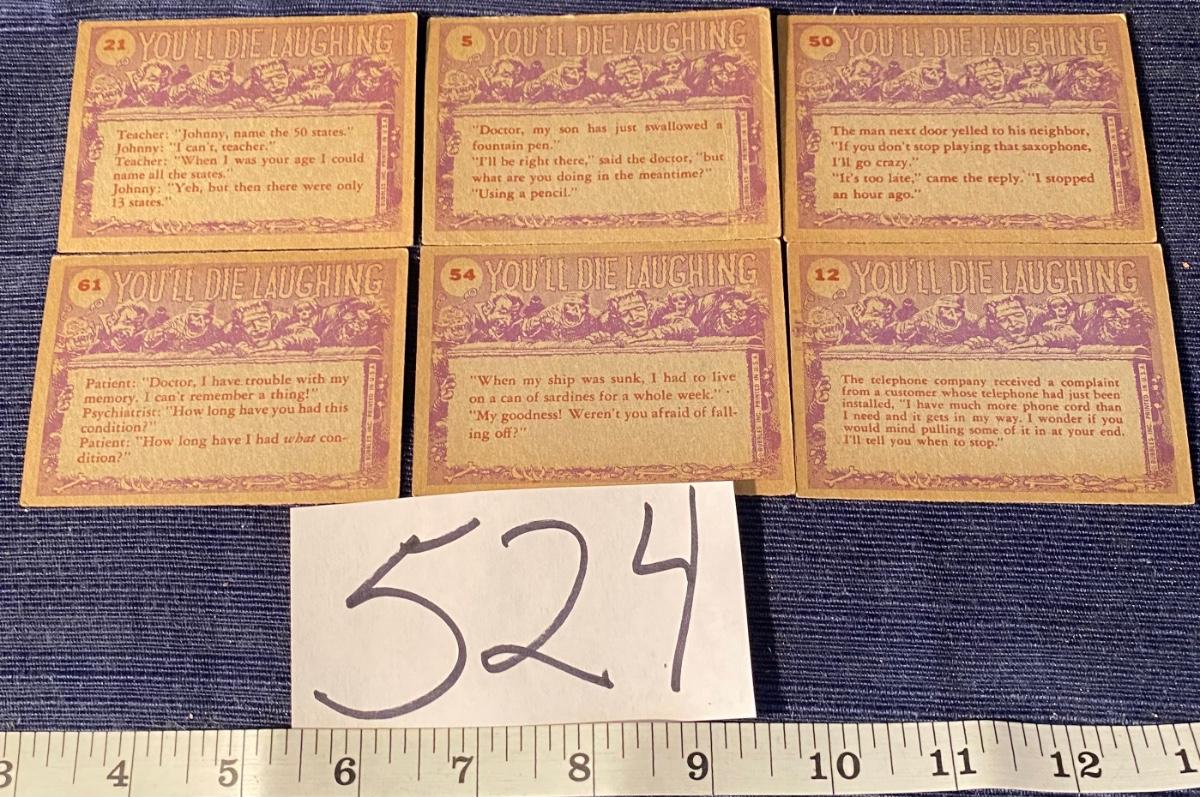 21 YOU'LL DIE LAUGHING
Teacher: "Johnny, name the 50 states."
Johnny: "I can't, teacher."
Teacher: "When I was your age I could
name all the states."
Johnny: "Yeh, but then there were only
13 states."
5 YOU'LL DIE LAUGHING
"Doctor, my son has just swallowed a
fountain pen."
"I'll be right there," said the doctor, "but
what are you doing in the meantime?"
"Using a pencil."
50 YOU'LL DIE LAUGHING
The man next door yelled to his neighbor,
"If you don't stop playing that saxophone,
I'll go crazy."
"It's too late," came the reply. "I stopped
an hour ago."
61 YOU'LL DIE LAUGHING
Patient: "Doctor, I have trouble with my
memory. I can't remember a thing!"
Psychiatrist: "How long have you had this
condition?"
Patient: "How long have I had what con-
dition?"
54 YOU'LL DIE LAUGHING
"When my ship was sunk, I had to live
on a can of sardines for a whole week."
"My goodness! Weren't you afraid of fall-
ing off?"
12 YOU'LL DIE LAUGHING
The telephone company received a complaint
from a customer whose telephone had just been
installed, "I have much more phone cord than
I need and it gets in my way. I wonder if you
would mind pulling some of it in at your end.
I'll tell you when to stop."
524
3 4 5 6 7 8 9 10 11 12